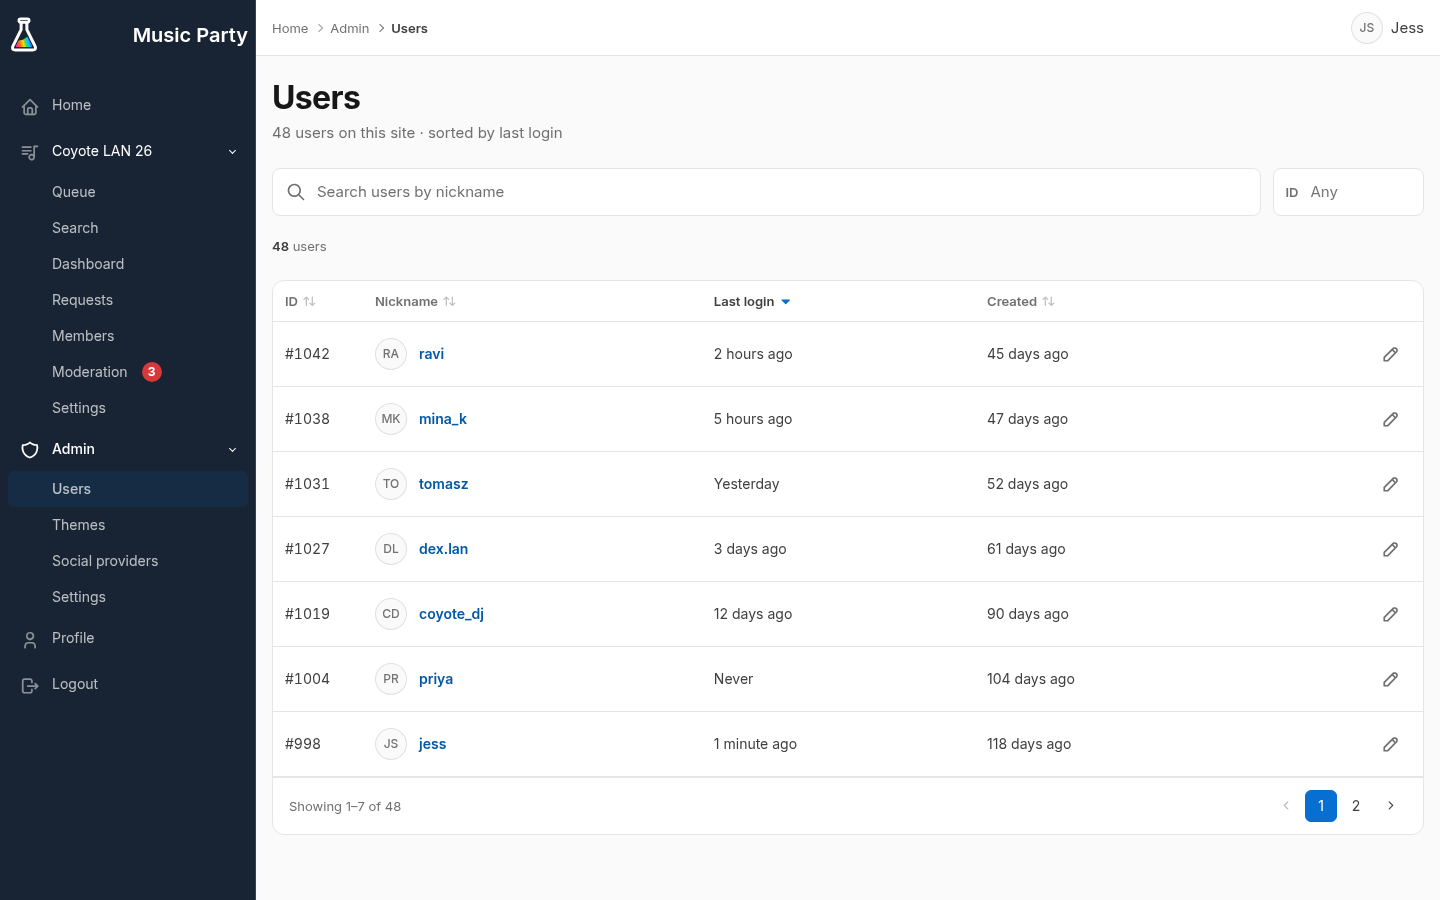 Music Party
Home
Coyote LAN 26
Queue
Search
Dashboard
Requests
Members
Moderation 3
Settings
Admin
Users
Themes
Social providers
Settings
Profile
Logout
Home Admin Users
JS Jess
Users
48 users on this site · sorted by last login
Search users by nickname
ID Any
48 users
ID Nickname Last login Created
#1042 RA ravi 2 hours ago 45 days ago
#1038 MK mina_k 5 hours ago 47 days ago
#1031 TO tomasz Yesterday 52 days ago
#1027 DL dex.lan 3 days ago 61 days ago
#1019 CD coyote_dj 12 days ago 90 days ago
#1004 PR priya Never 104 days ago
#998 JS jess 1 minute ago 118 days ago
Showing 1–7 of 48
1 2